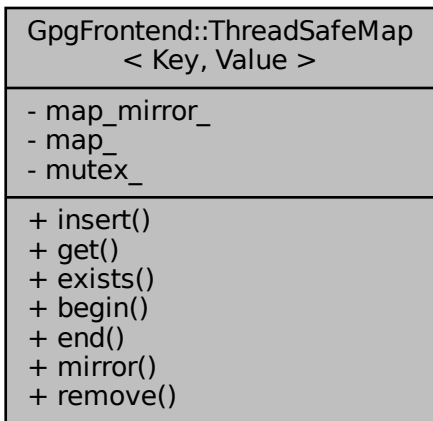 GpgFrontend::ThreadSafeMap
< Key, Value >
- map_mirror_
- map_
- mutex_
+ insert()
+ get()
+ exists()
+ begin()
+ end()
+ mirror()
+ remove()